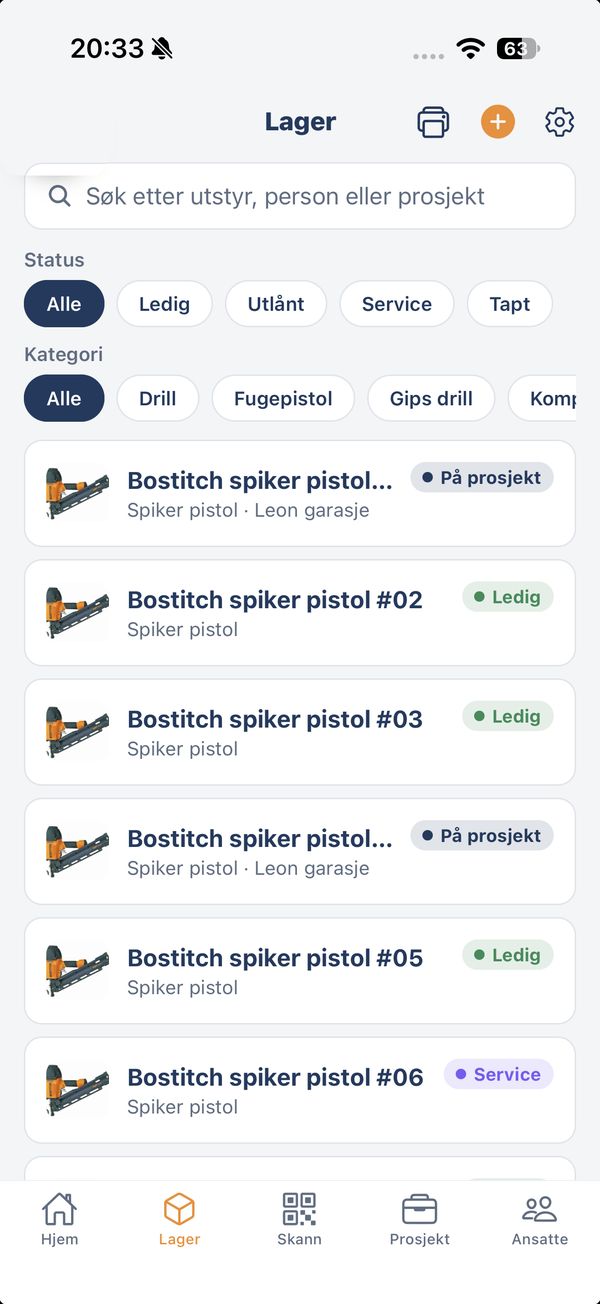 20:33
63
Lager
Søk etter utstyr, person eller prosjekt
Status
Alle Ledig Utlånt Service Tapt
Kategori
Alle Drill Fugepistol Gips drill Komp
Bostitch spiker pistol... På prosjekt
Spiker pistol · Leon garasje
Bostitch spiker pistol #02 Ledig
Spiker pistol
Bostitch spiker pistol #03 Ledig
Spiker pistol
Bostitch spiker pistol... På prosjekt
Spiker pistol · Leon garasje
Bostitch spiker pistol #05 Ledig
Spiker pistol
Bostitch spiker pistol #06 Service
Spiker pistol
Hjem Lager Skann Prosjekt Ansatte